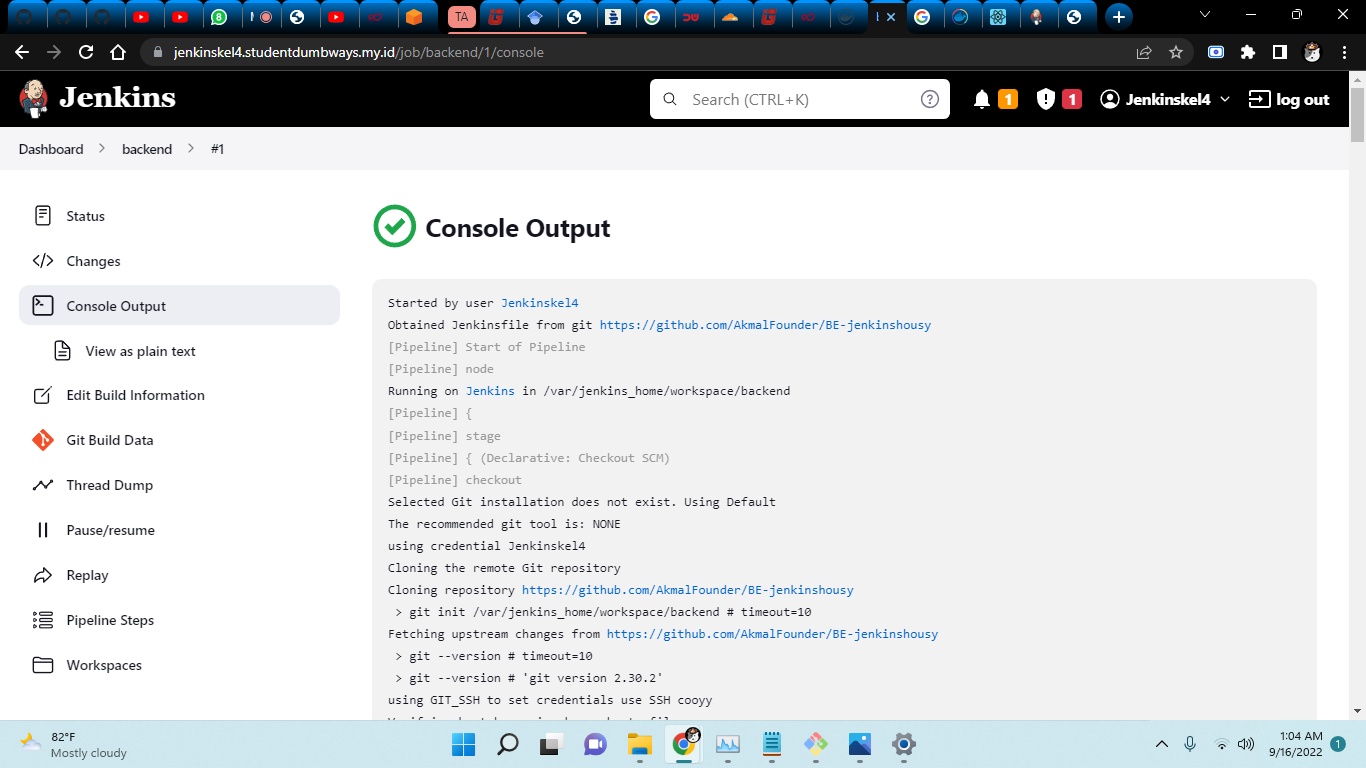 8
TA
jenkinskel4.studentdumbways.my.id/job/backend/1/console
Jenkins
Search (CTRL+K)
1
1
Jenkinskel4
log out
Dashboard
backend
#1
Status
Changes
Console Output
View as plain text
Edit Build Information
Git Build Data
Thread Dump
Pause/resume
Replay
Pipeline Steps
Workspaces
Console Output
Started by user Jenkinskel4
Obtained Jenkinsfile from git https://github.com/AkmalFounder/BE-jenkinshousy
[Pipeline] Start of Pipeline
[Pipeline] node
Running on Jenkins in /var/jenkins_home/workspace/backend
[Pipeline] {
[Pipeline] stage
[Pipeline] { (Declarative: Checkout SCM)
[Pipeline] checkout
Selected Git installation does not exist. Using Default
The recommended git tool is: NONE
using credential Jenkinskel4
Cloning the remote Git repository
Cloning repository https://github.com/AkmalFounder/BE-jenkinshousy
> git init /var/jenkins_home/workspace/backend # timeout=10
Fetching upstream changes from https://github.com/AkmalFounder/BE-jenkinshousy
> git --version # timeout=10
> git --version # 'git version 2.30.2'
using GIT_SSH to set credentials use SSH cooyy
82°F
Mostly cloudy
1:04 AM
9/16/2022
1